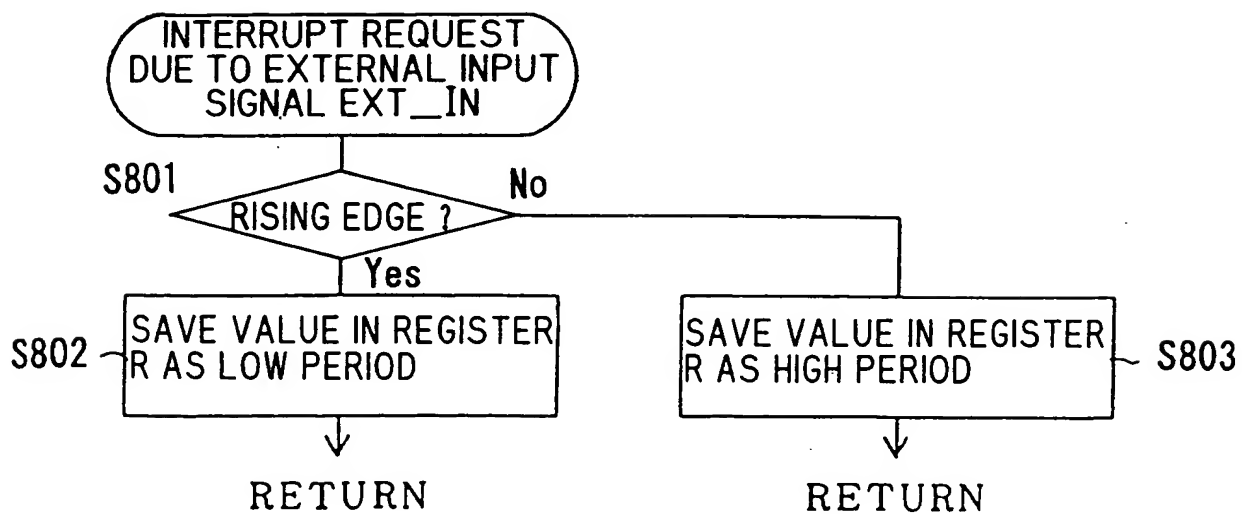 INTERRUPT REQUEST
DUE TO EXTERNAL INPUT
SIGNAL EXT_IN
S801
No
RISING EDGE ?
Yes
SAVE VALUE IN REGISTER
R AS LOW PERIOD
S802
SAVE VALUE IN REGISTER
R AS HIGH PERIOD
S803
RETURN
RETURN